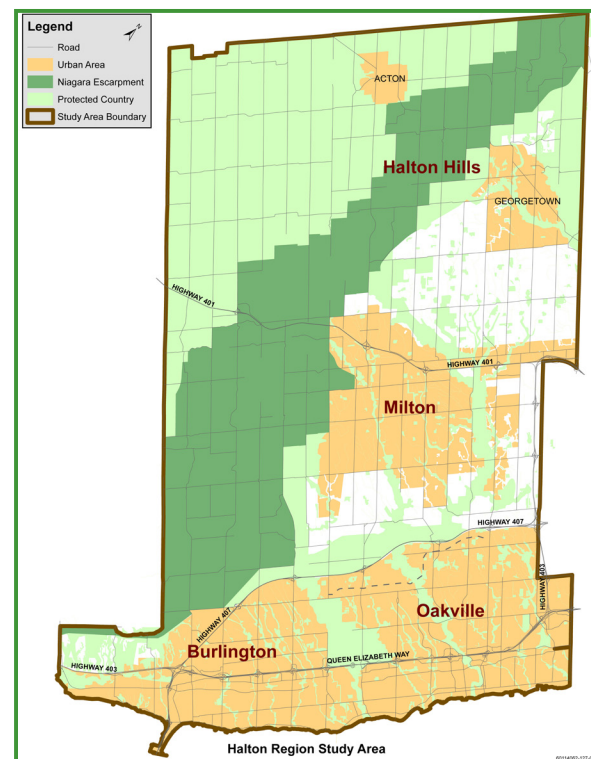 Legend
Road
Urban Area
Niagara Escarpment
Protected Country
Study Area Boundary
ACTON
Halton Hills
GEORGETOWN
HIGHWAY 401
HIGHWAY 401
Milton
HIGHWAY 407
HIGHWAY 403
Oakville
HIGHWAY 407
Burlington
QUEEN ELIZABETH WAY
HIGHWAY 403
Halton Region Study Area